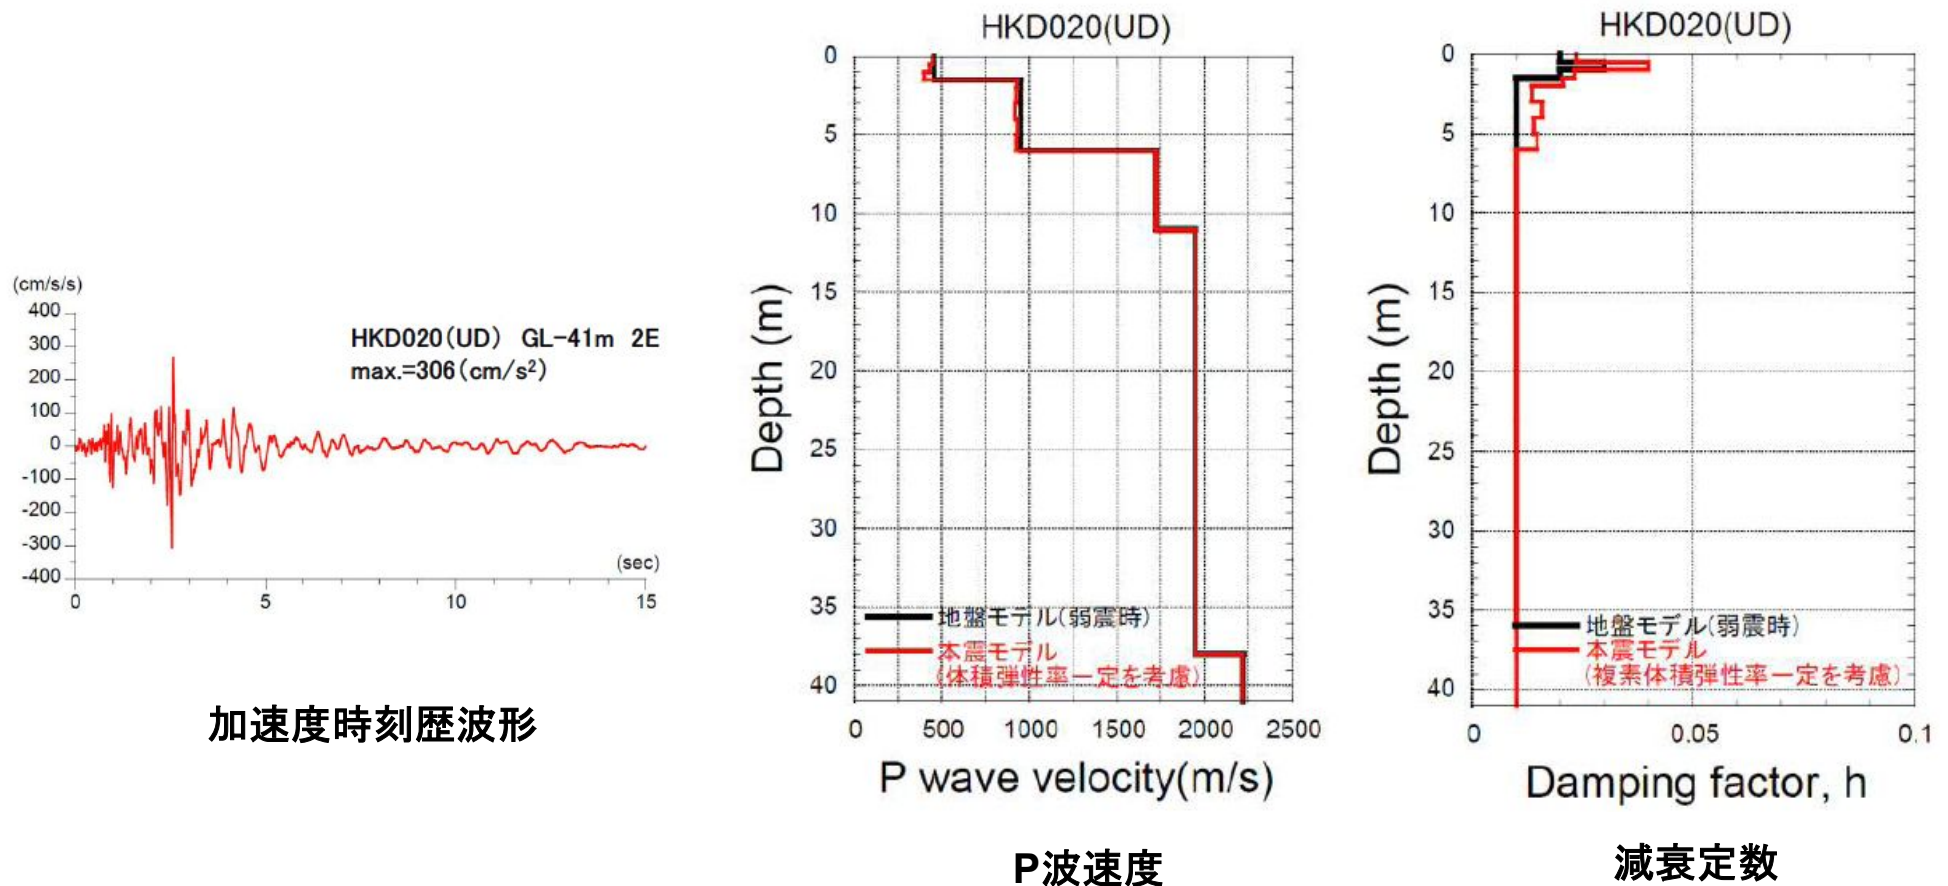 (cm/s/s)
400
300
200
100
0
-100
-200
-300
-400
HKD020(UD) GL-41m 2E
max.=306(cm/s²)
(sec)
0 5 10 15
加速度時刻歴波形
HKD020(UD)
0
5
10
15
20
25
30
35
40
Depth (m)
地盤モデル(弱震時)
本震モデル
(体積弾性率一定を考慮)
0 500 1000 1500 2000 2500
P wave velocity(m/s)
P波速度
HKD020(UD)
0
5
10
15
20
25
30
35
40
Depth (m)
地盤モデル(弱震時)
本震モデル
(複素体積弾性率一定を考慮)
0 0.05 0.1
Damping factor, h
減衰定数